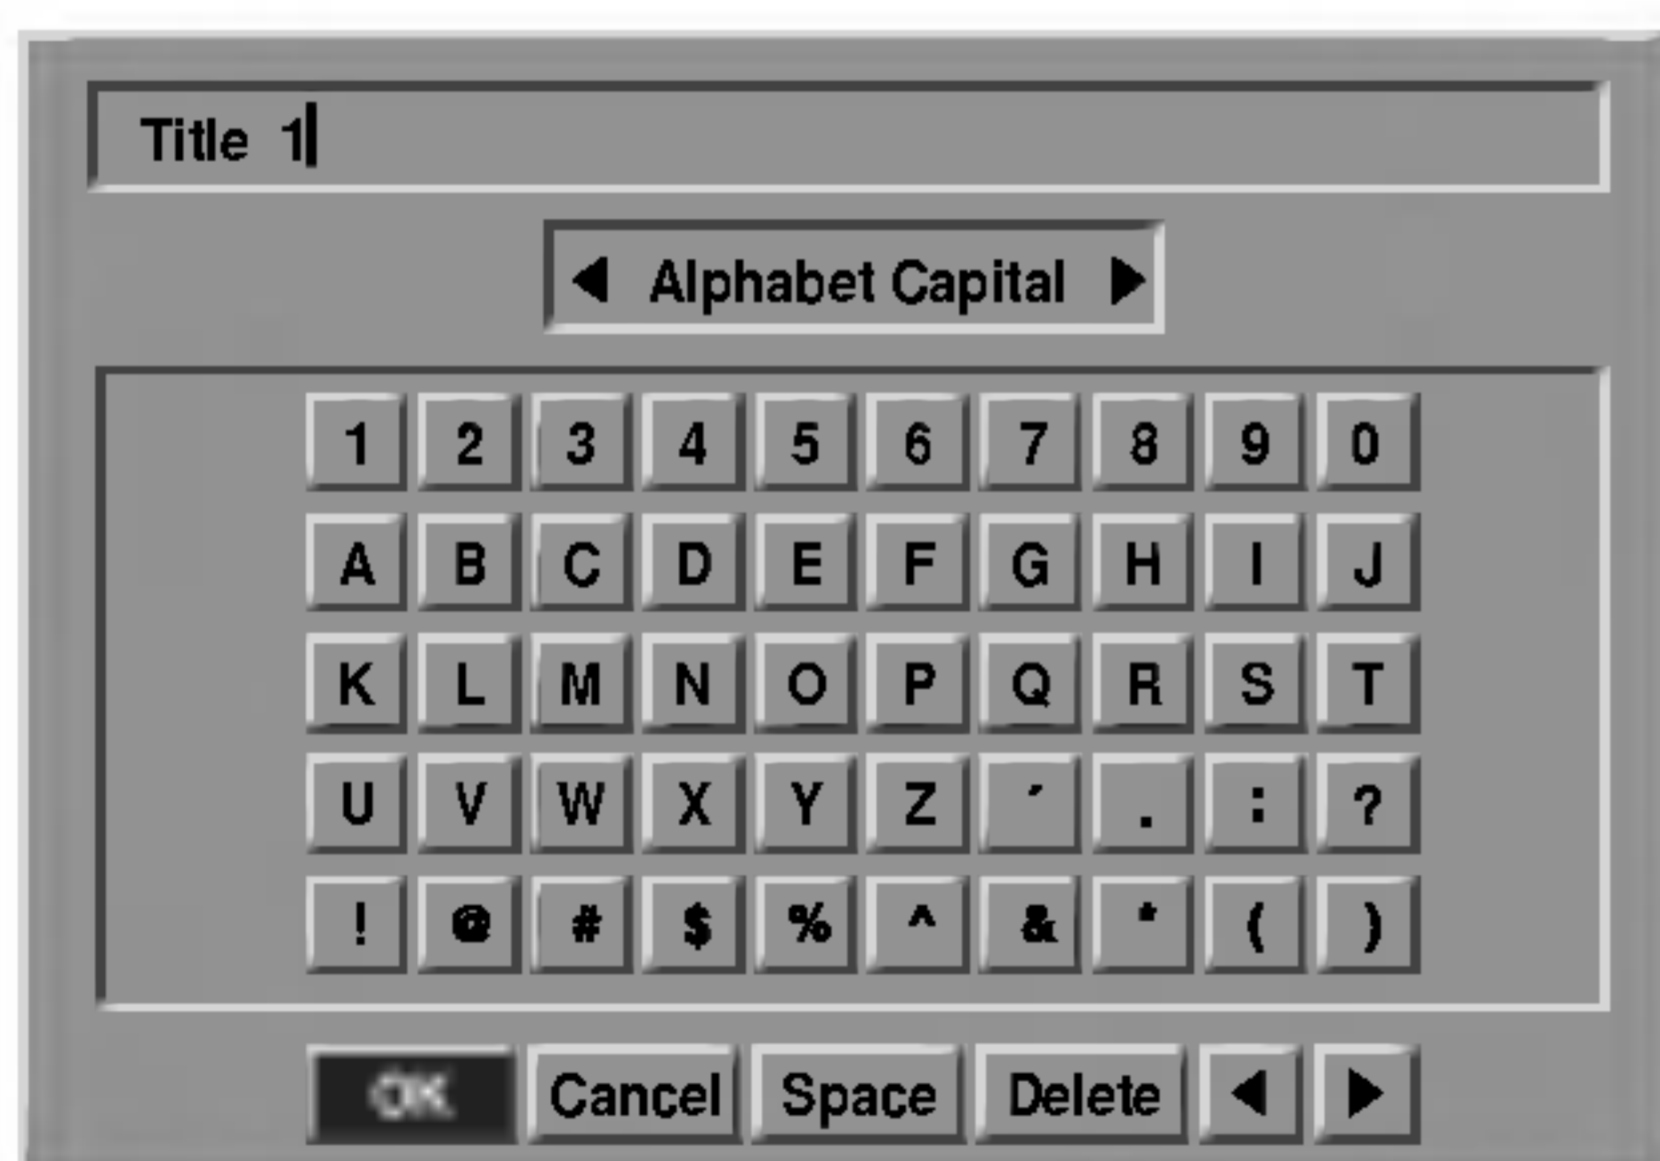 Title 1
◀ Alphabet Capital ▶
1 2 3 4 5 6 7 8 9 0
A B C D E F G H I J
K L M N O P Q R S T
U V W X Y Z ´ . : ?
! @ # $ % ^ & * ( )
OK Cancel Space Delete ◀ ▶